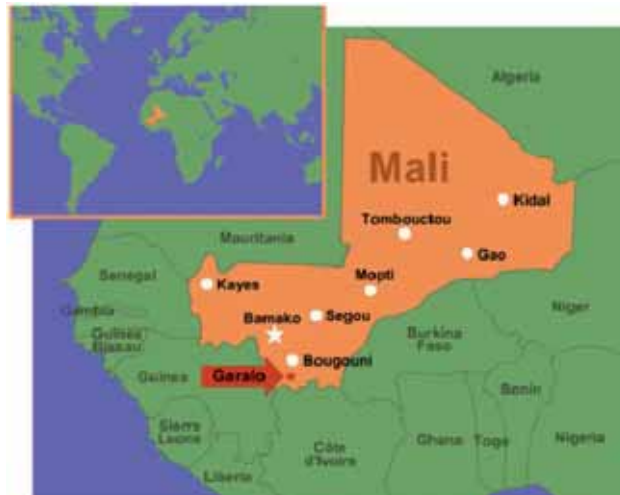 Algeria
Mali
Kidal
Tombouctou
Gao
Mauritania
Mopti
Kayes
Senegal
Segou
Niger
Bamako
Gambia
Burkina
Faso
Guinea
Bissau
Bougouni
Garalo
Guinea
Benin
Sierra
Leone
Côte
d'Ivoire
Ghana
Togo
Nigeria
Liberia